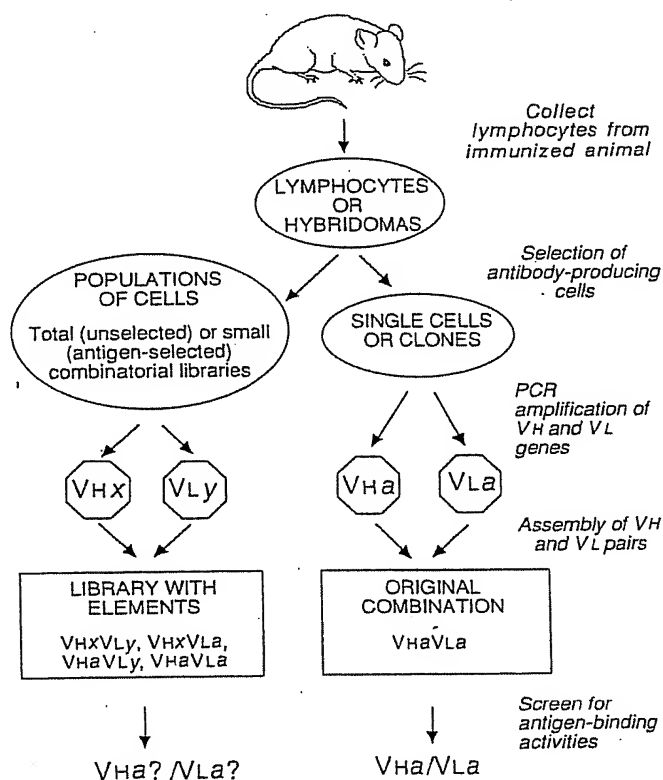 Collect
lymphocytes from
immunized animal
LYMPHOCYTES
OR
HYBRIDOMAS
Selection of
antibody-producing
cells
POPULATIONS
OF CELLS
Total (unselected) or small
(antigen-selected)
combinatorial libraries
SINGLE CELLS
OR CLONES
PCR
amplification of
VH and VL
genes
VHx
VLy
VHa
VLa
Assembly of VH
and VL pairs
LIBRARY WITH
ELEMENTS
VHxVLy, VHxVLa,
VHaVLy, VHaVLa
ORIGINAL
COMBINATION
VHaVLa
Screen for
antigen-binding
activities
VHa? /VLa?
VHa/VLa